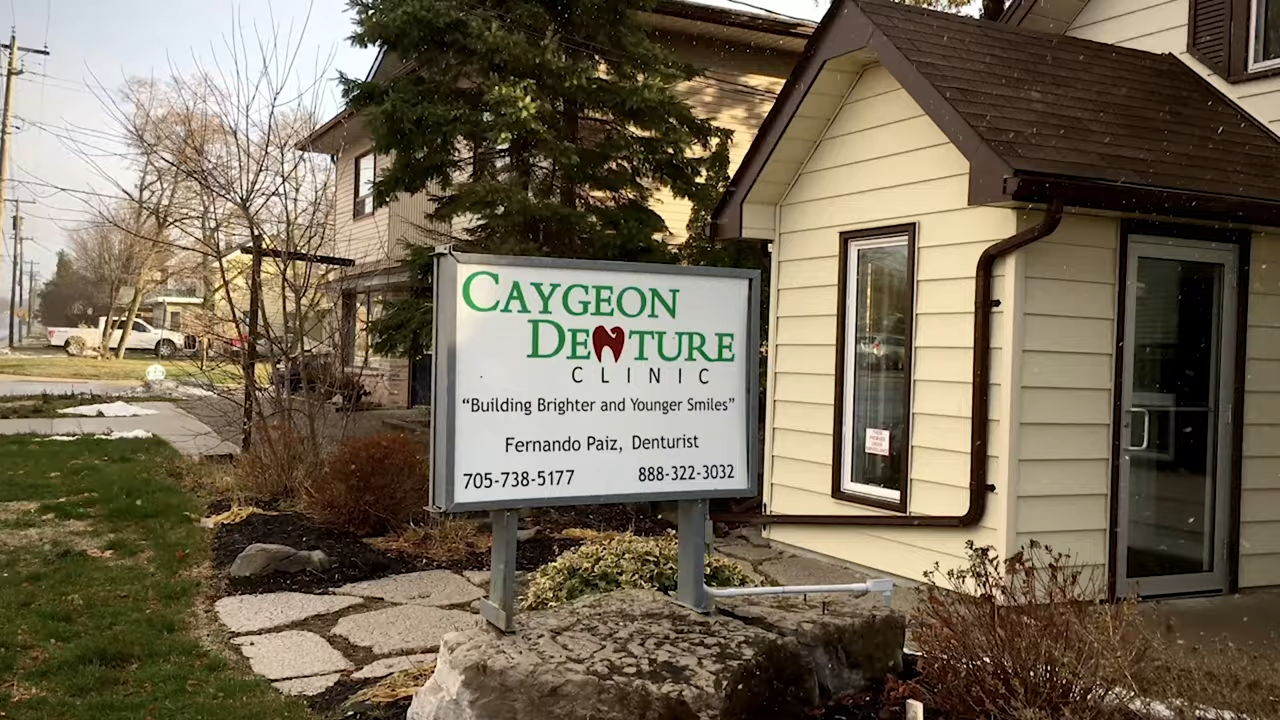 CAYGEON
DENTURE
CLINIC
“Building Brighter and Younger Smiles”
Fernando Paiz, Denturist
705-738-5177 888-322-3032